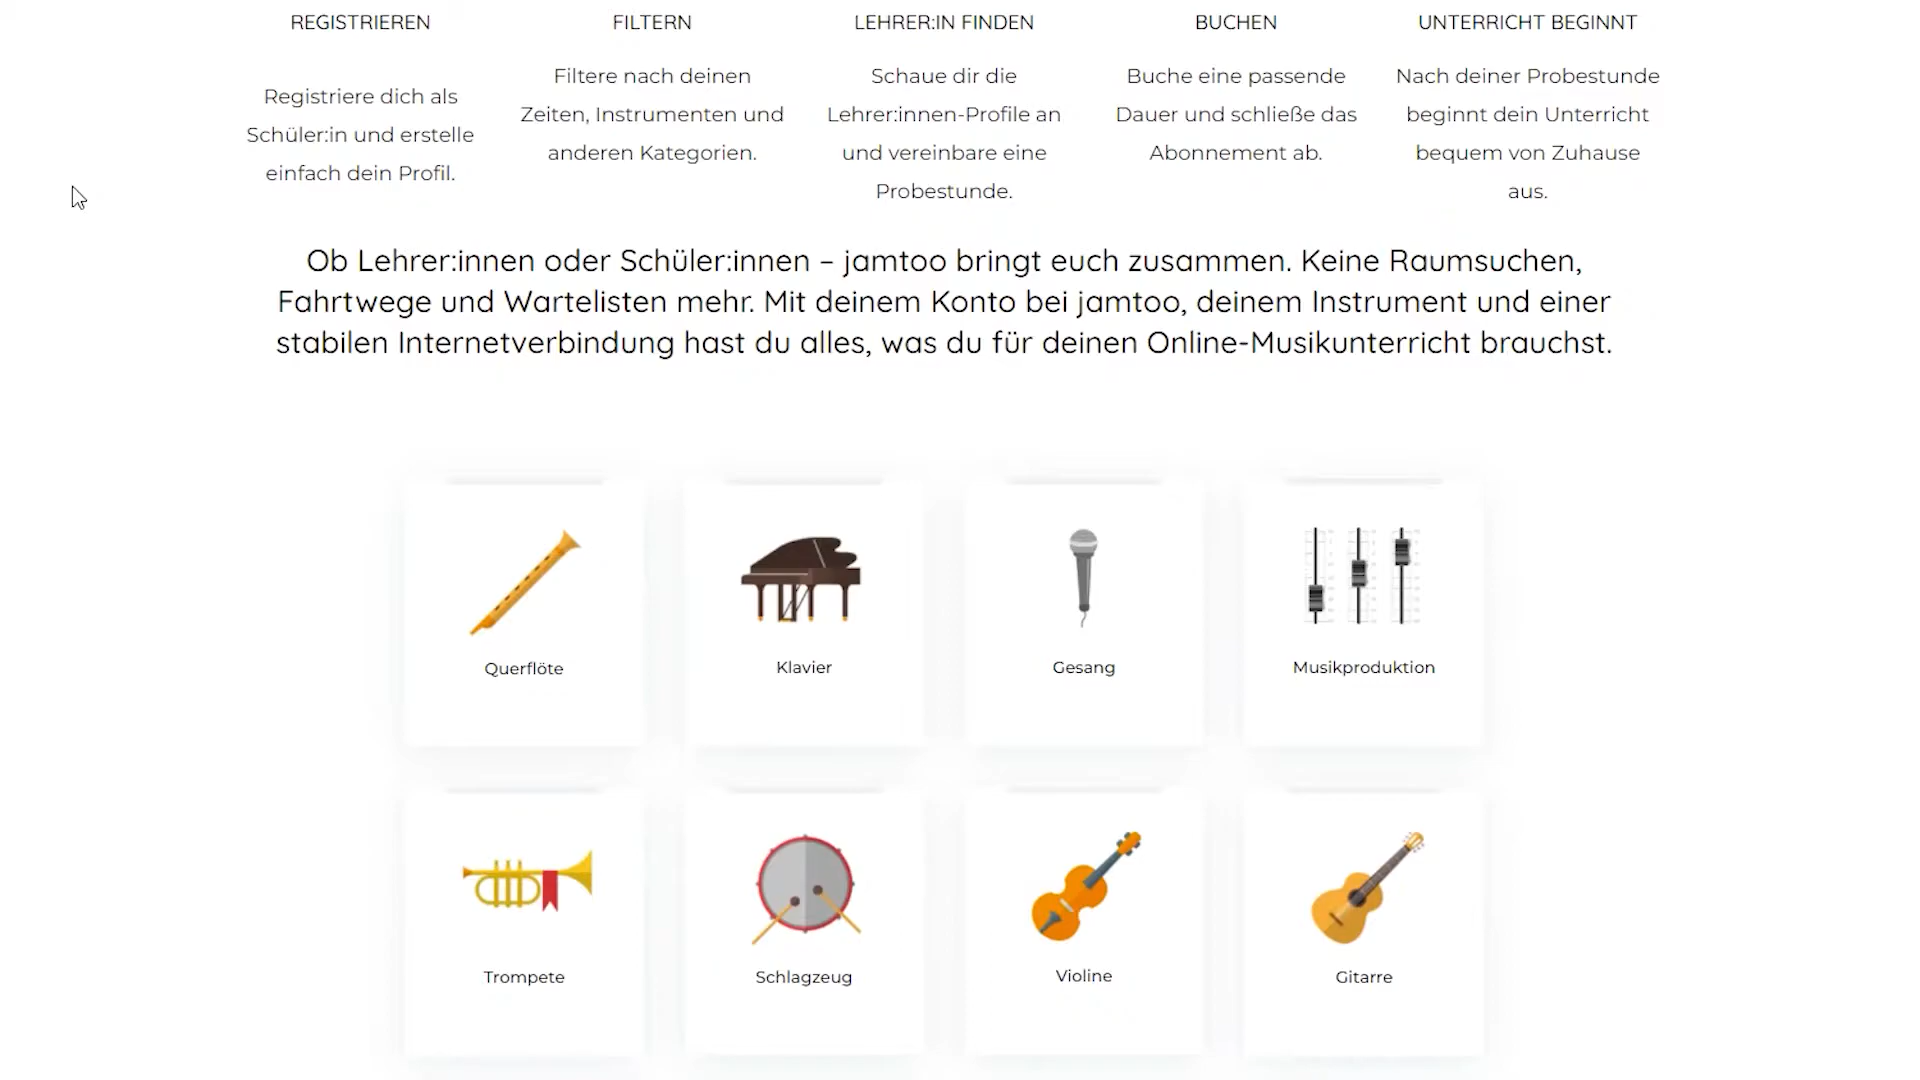 REGISTRIEREN
Registriere dich als
Schüler:in und erstelle
einfach dein Profil.
FILTERN
Filtere nach deinen
Zeiten, Instrumenten und
anderen Kategorien.
LEHRER:IN FINDEN
Schaue dir die
Lehrer:innen-Profile an
und vereinbare eine
Probestunde.
BUCHEN
Buche eine passende
Dauer und schließe das
Abonnement ab.
UNTERRICHT BEGINNT
Nach deiner Probestunde
beginnt dein Unterricht
bequem von Zuhause
aus.
Ob Lehrer:innen oder Schüler:innen – jamtoo bringt euch zusammen. Keine Raumsuchen,
Fahrtwege und Wartelisten mehr. Mit deinem Konto bei jamtoo, deinem Instrument und einer
stabilen Internetverbindung hast du alles, was du für deinen Online-Musikunterricht brauchst.
Querflöte
Klavier
Gesang
Musikproduktion
Trompete
Schlagzeug
Violine
Gitarre